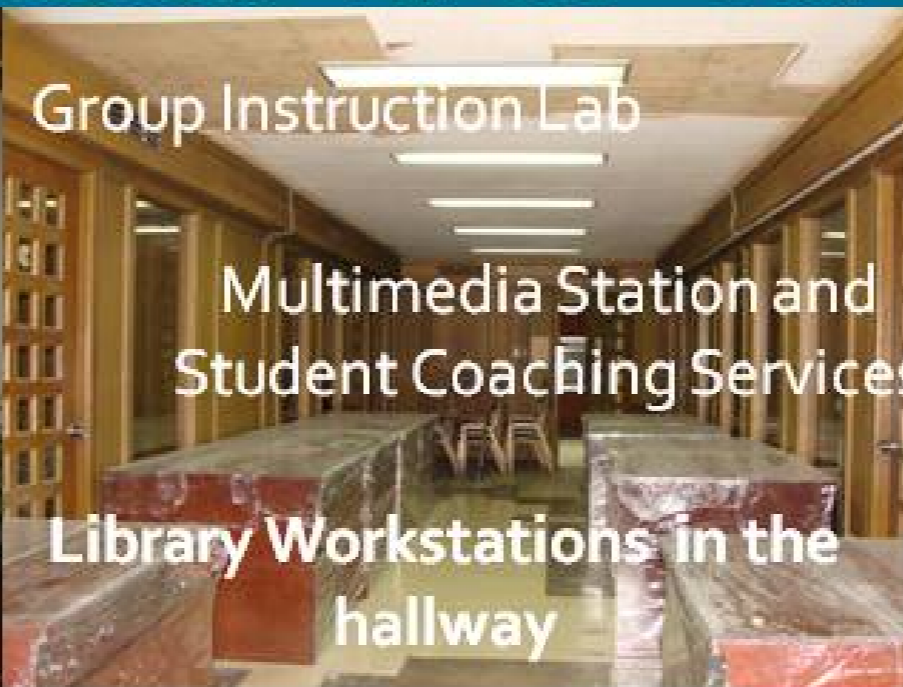 Group Instruction Lab
Multimedia Station and
Student Coaching Services
Library Workstations in the
hallway